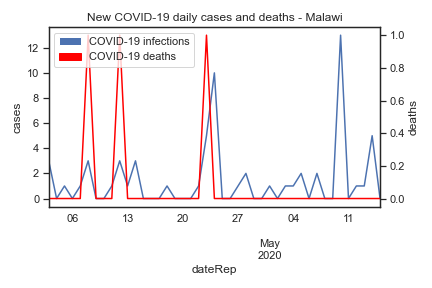 New COVID-19 daily cases and deaths - Malawi
COVID-19 infections
COVID-19 deaths
cases
12
10
8
6
4
2
0
1.0
0.8
0.6
0.4
0.2
0.0
deaths
06 13 20 27 04 11
May
2020
dateRep